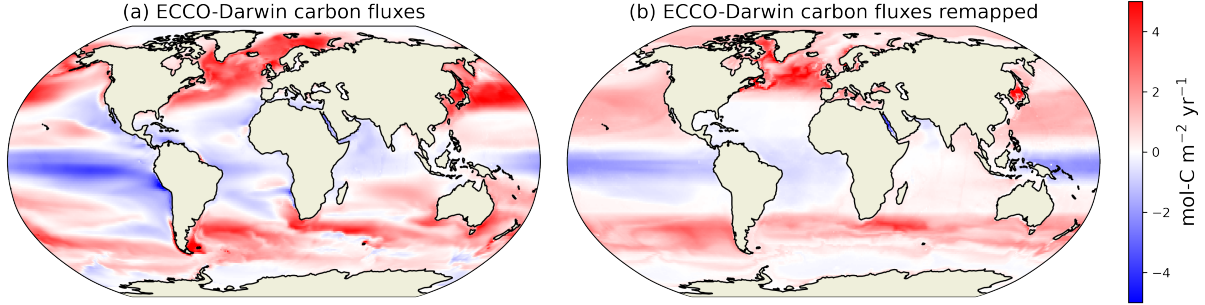 (a) ECCO-Darwin carbon fluxes
(b) ECCO-Darwin carbon fluxes remapped
4
2
0
−2
−4
mol-C m⁻² yr⁻¹